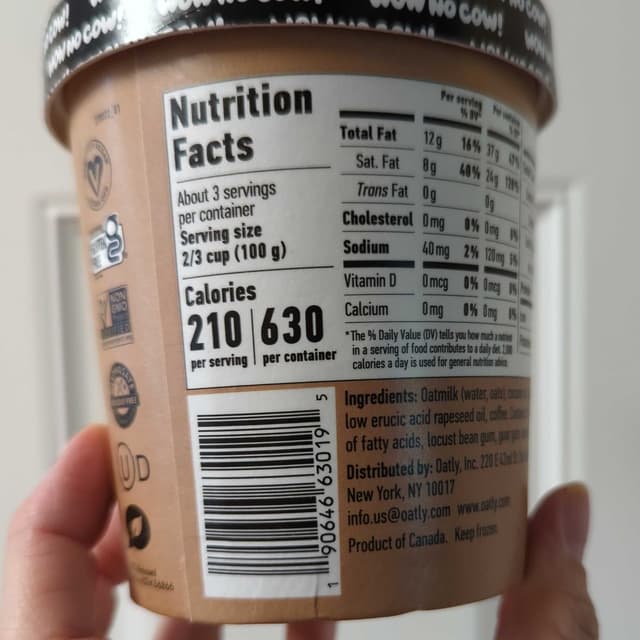 WOW NO COW!
Nutrition
Facts
About 3 servings
per container
Serving size
2/3 cup (100 g)
Calories
210 630
per serving per container
Per serving
% DV*
Total Fat 12g 16% 37g 47%
Sat. Fat 8g 40% 24g 120%
Trans Fat 0g 0g
Cholesterol 0mg 0% 0mg 0%
Sodium 40mg 2% 120mg 5%
Vitamin D 0mcg 0% 0mcg 0%
Calcium 0mg 0% 0mg 0%
*The % Daily Value (DV) tells you how much a nutrient
in a serving of food contributes to a daily diet. 2,000
calories a day is used for general nutrition advice.
Ingredients: Oatmilk (water, oats),
low erucic acid rapeseed oil, coffee,
of fatty acids, locust bean gum, guar gum
Distributed by: Oatly, Inc. 220 E 42nd St
New York, NY 10017
info.us@oatly.com www.oatly.com
Product of Canada. Keep frozen.
1 90646 63019 5
U D